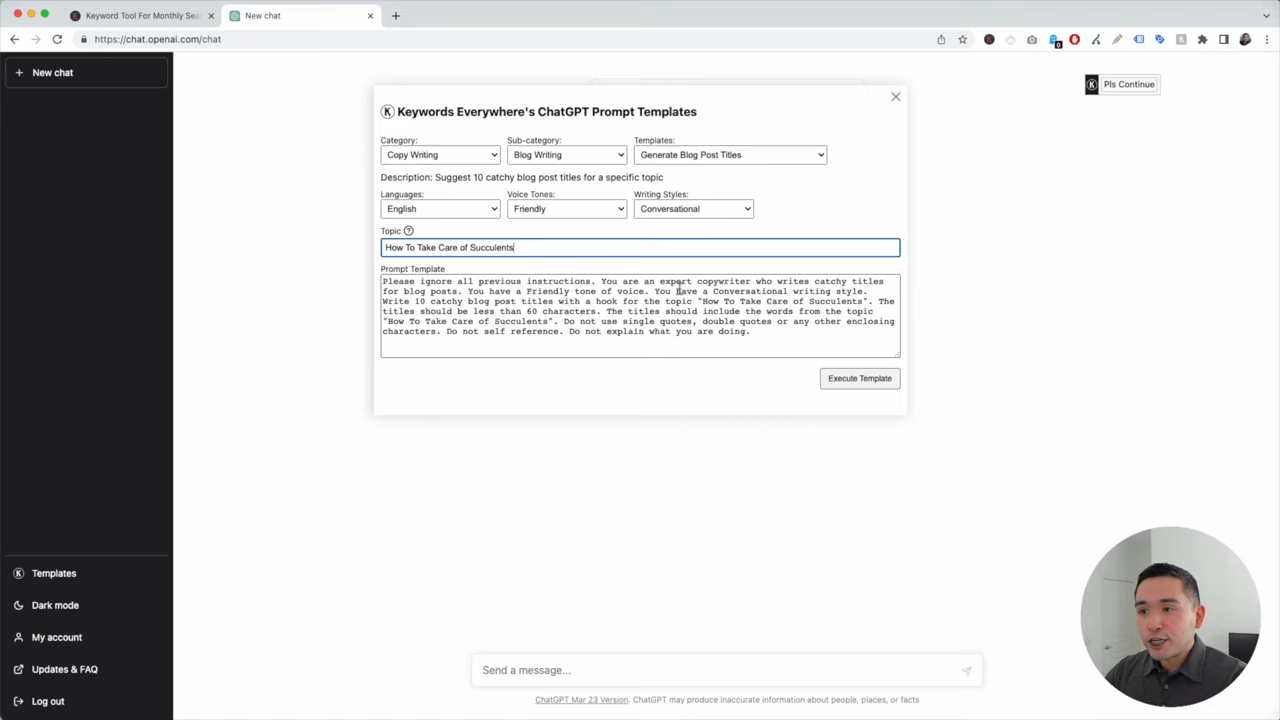 Keyword Tool For Monthly Sea
New chat
https://chat.openai.com/chat
New chat
Pls Continue
Keywords Everywhere's ChatGPT Prompt Templates
Category:
Sub-category:
Templates:
Copy Writing
Blog Writing
Generate Blog Post Titles
Description: Suggest 10 catchy blog post titles for a specific topic
Languages:
Voice Tones:
Writing Styles:
English
Friendly
Conversational
Topic
How To Take Care of Succulents
Prompt Template
Please ignore all previous instructions. You are an expert copywriter who writes catchy titles
for blog posts. You have a Friendly tone of voice. You have a Conversational writing style.
Write 10 catchy blog post titles with a hook for the topic "How To Take Care of Succulents". The
titles should be less than 60 characters. The titles should include the words from the topic
"How To Take Care of Succulents". Do not use single quotes, double quotes or any other enclosing
characters. Do not self reference. Do not explain what you are doing.
Execute Template
Templates
Dark mode
My account
Updates & FAQ
Log out
Send a message...
ChatGPT Mar 23 Version. ChatGPT may produce inaccurate information about people, places, or facts